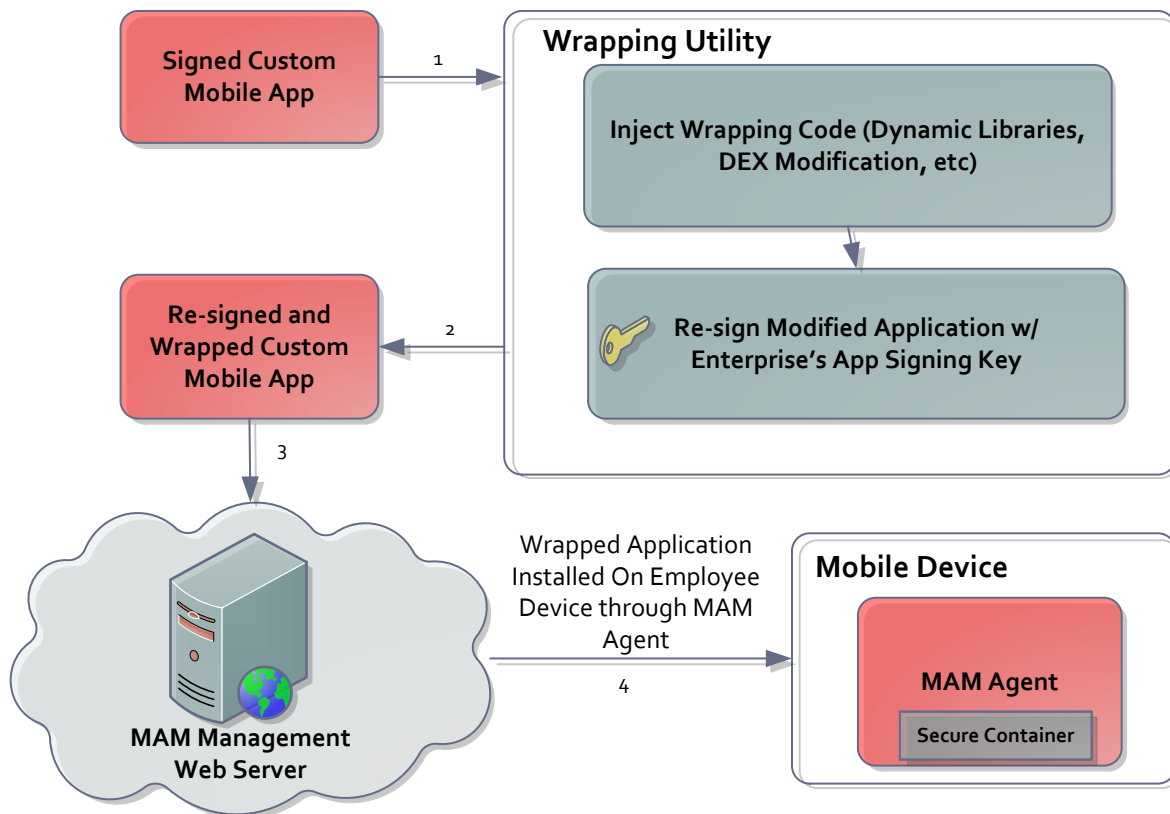 Signed Custom
Mobile App
1
Wrapping Utility
Inject Wrapping Code (Dynamic Libraries,
DEX Modification, etc)
Re-sign Modified Application w/
Enterprise's App Signing Key
Re-signed and
Wrapped Custom
Mobile App
2
3
MAM Management
Web Server
Wrapped Application
Installed On Employee
Device through MAM
Agent
4
Mobile Device
MAM Agent
Secure Container